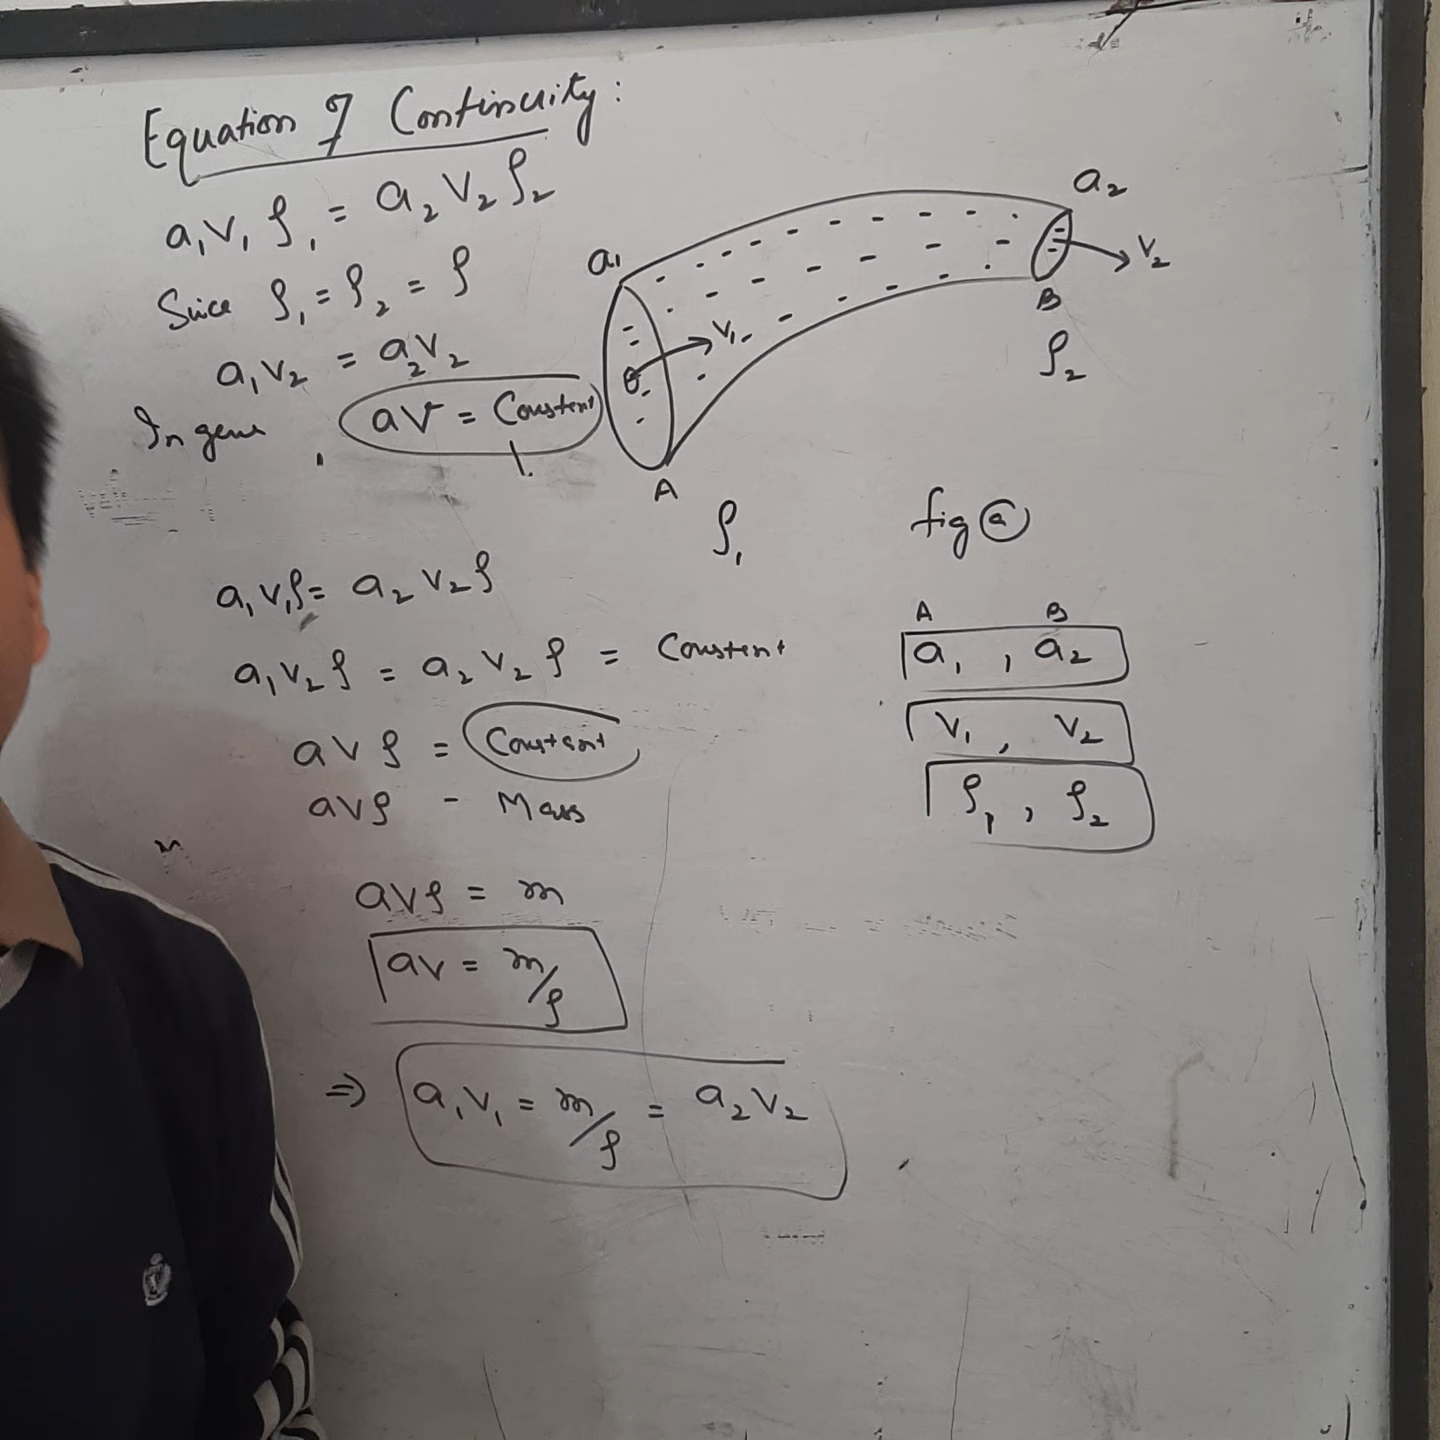 Equation of Continuity:
a₁v₁ρ₁ = a₂v₂ρ₂
Since ρ₁ = ρ₂ = ρ
a₁v₂ = a₂v₂
In gene , av = Constant
a₁
a₂
v₁
v₂
A
B
ρ₁
ρ₂
fig (a)
a₁v₁ρ = a₂v₂ρ
a₁v₂ρ = a₂v₂ρ = Constant
avρ = Constant
avρ - Mass
avρ = m
av = m/ρ
⇒ a₁v₁ = m/ρ = a₂v₂
A B
a₁ , a₂
v₁ , v₂
ρ₁ , ρ₂